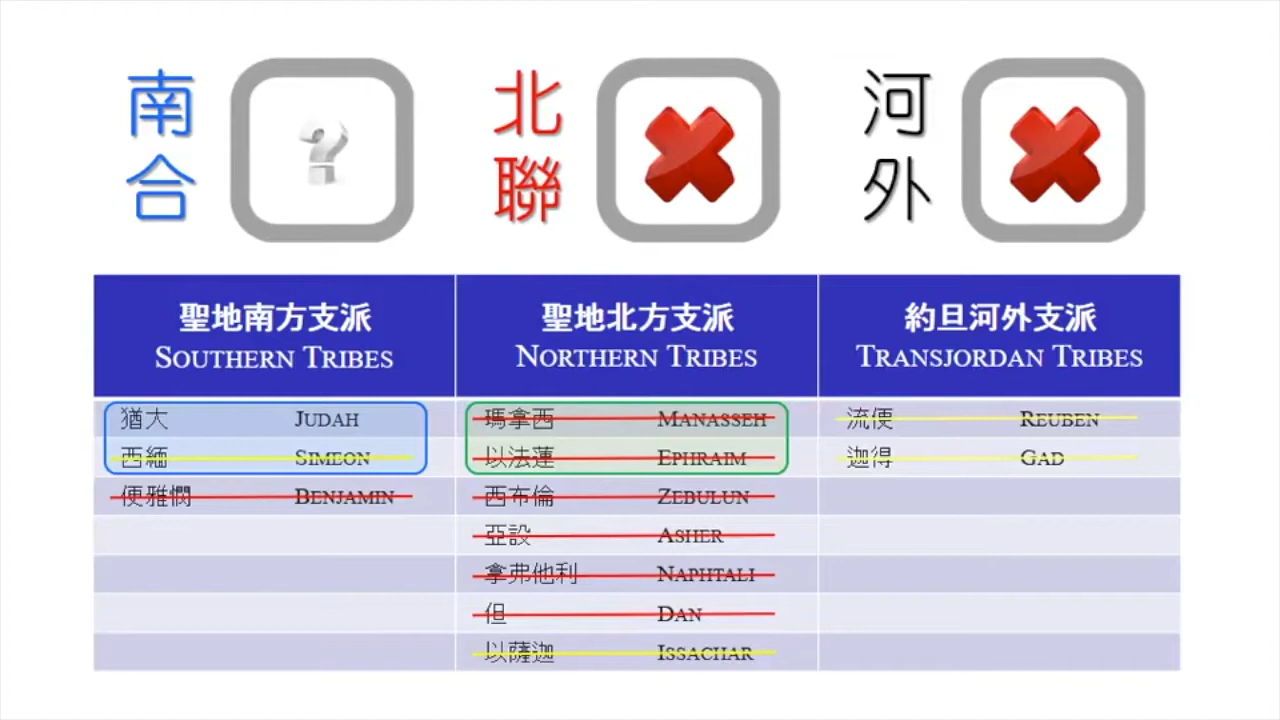 南合
北聯
河外
聖地南方支派
SOUTHERN TRIBES
聖地北方支派
NORTHERN TRIBES
約旦河外支派
TRANSJORDAN TRIBES
猶大 JUDAH
瑪拿西 MANASSEH
流便 REUBEN
西緬 SIMEON
以法蓮 EPHRAIM
迦得 GAD
便雅憫 BENJAMIN
西布倫 ZEBULUN
亞設 ASHER
拿弗他利 NAPHTALI
但 DAN
以薩迦 ISSACHAR